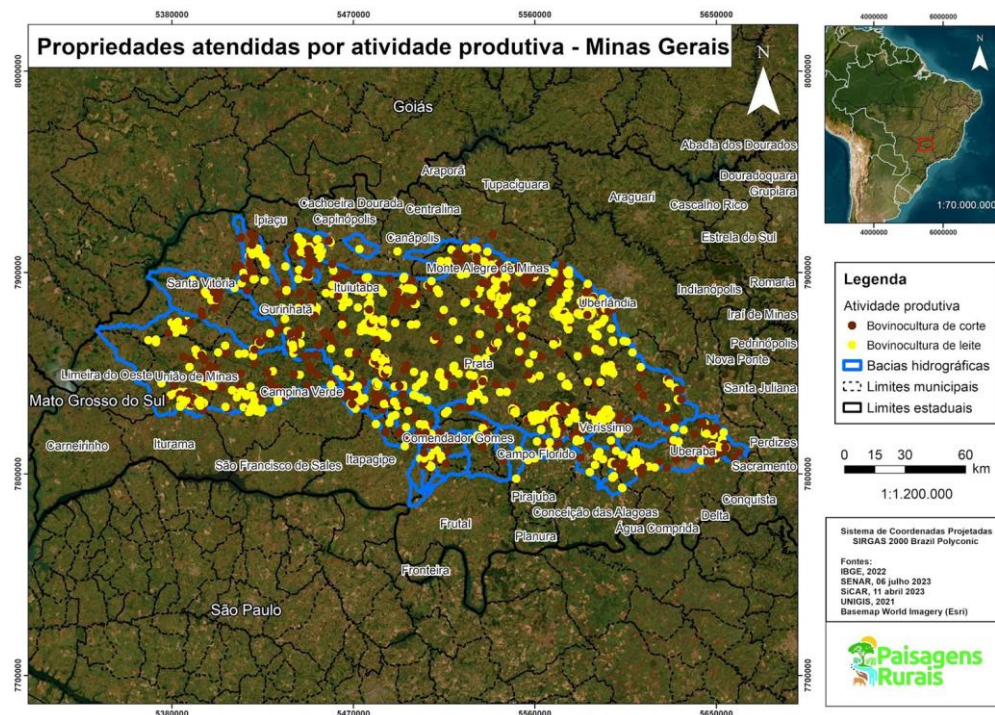 5380000 5470000 5560000 5650000
Propriedades atendidas por atividade produtiva - Minas Gerais
N
8000000
Goiás
Abadia dos Dourados
Araporã
Douradoquara
Tupaciguara
Grupiara
Araguari
Cascalho Rico
Cachoeira Dourada
Centralina
Ipiaçu
Capinópolis
Canápolis
Estrela do Sul
Monte Alegre de Minas
7900000
Santa Vitória
Ituiutaba
Romaria
Indianópolis
Uberlândia
Gurinhatã
Iraí de Minas
Pedrinópolis
Nova Ponte
Prata
Limeira do Oeste
União de Minas
Santa Juliana
Campina Verde
Mato Grosso do Sul
Veríssimo
Carneirinho
Iturama
Comendador Gomes
Perdizes
Campo Florido
Uberaba
Itapagipe
São Francisco de Sales
Sacramento
7800000
Pirajuba
Conquista
Conceição das Alagoas
Delta
Frutal
Água Comprida
Planura
Fronteira
São Paulo
7700000
5380000 5470000 5560000 5650000
4000000 6000000
N
1:70.000.000
4000000 6000000
Legenda
Atividade produtiva
Bovinocultura de corte
Bovinocultura de leite
Bacias hidrográficas
Limites municipais
Limites estaduais
0 15 30 60
km
1:1.200.000
Sistema de Coordenadas Projetadas
SIRGAS 2000 Brazil Polyconic
Fontes:
IBGE, 2022
SENAR, 06 julho 2023
SiCAR, 11 abril 2023
UNIGIS, 2021
Basemap World Imagery (Esri)
Paisagens
Rurais